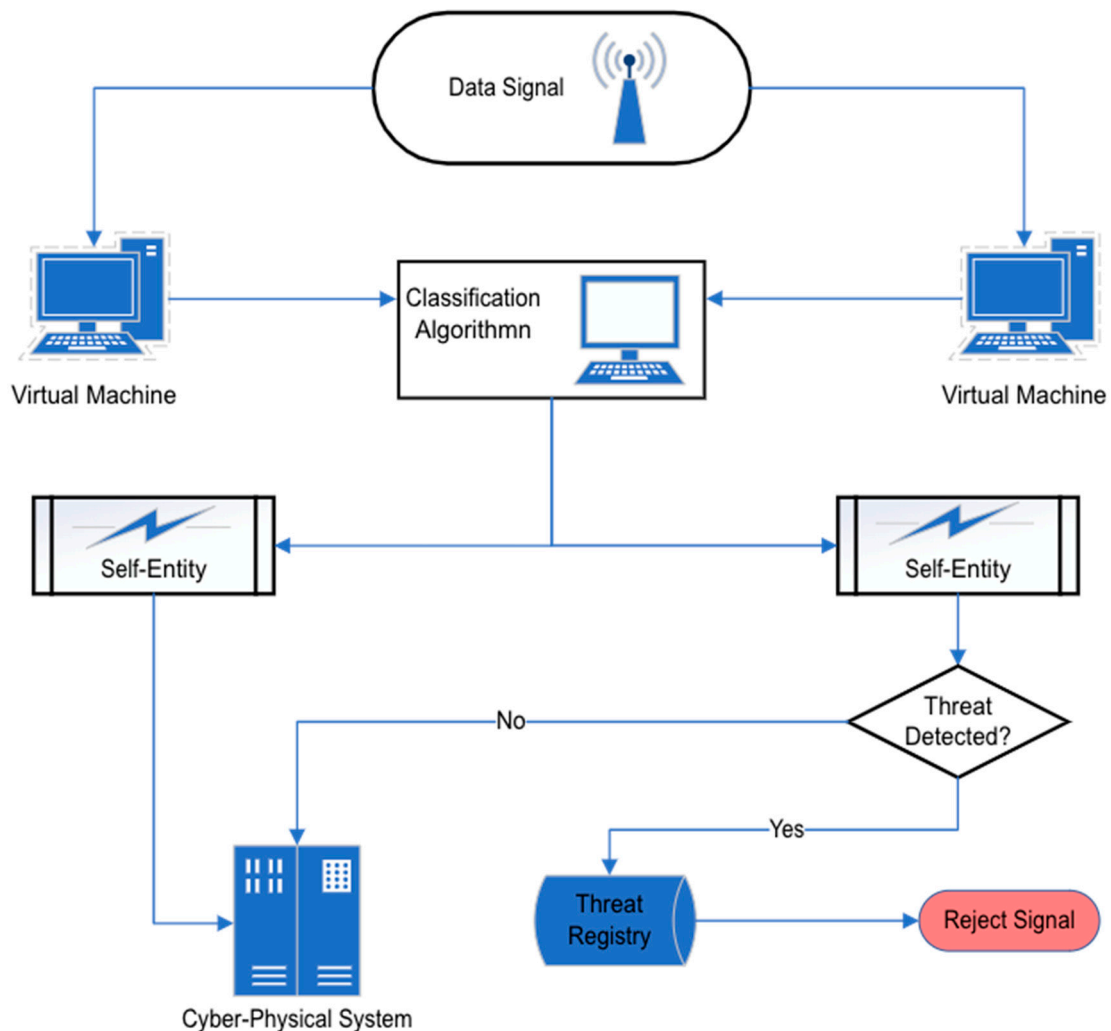 Data Signal
Classification
Algorithmn
Virtual Machine
Virtual Machine
Self-Entity
Self-Entity
Threat
Detected?
No
Yes
Threat
Registry
Reject Signal
Cyber-Physical System